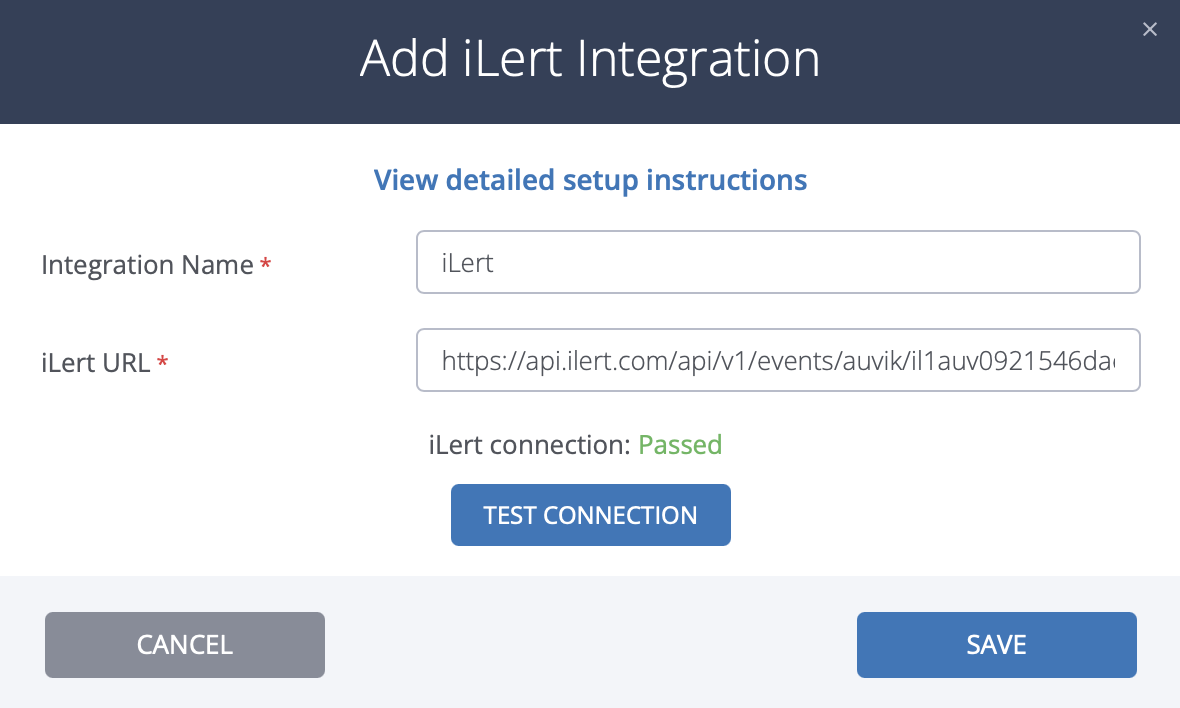 Add iLert Integration
View detailed setup instructions
Integration Name *
iLert
iLert URL *
https://api.ilert.com/api/v1/events/auvik/il1auv0921546da
iLert connection: Passed
TEST CONNECTION
CANCEL
SAVE